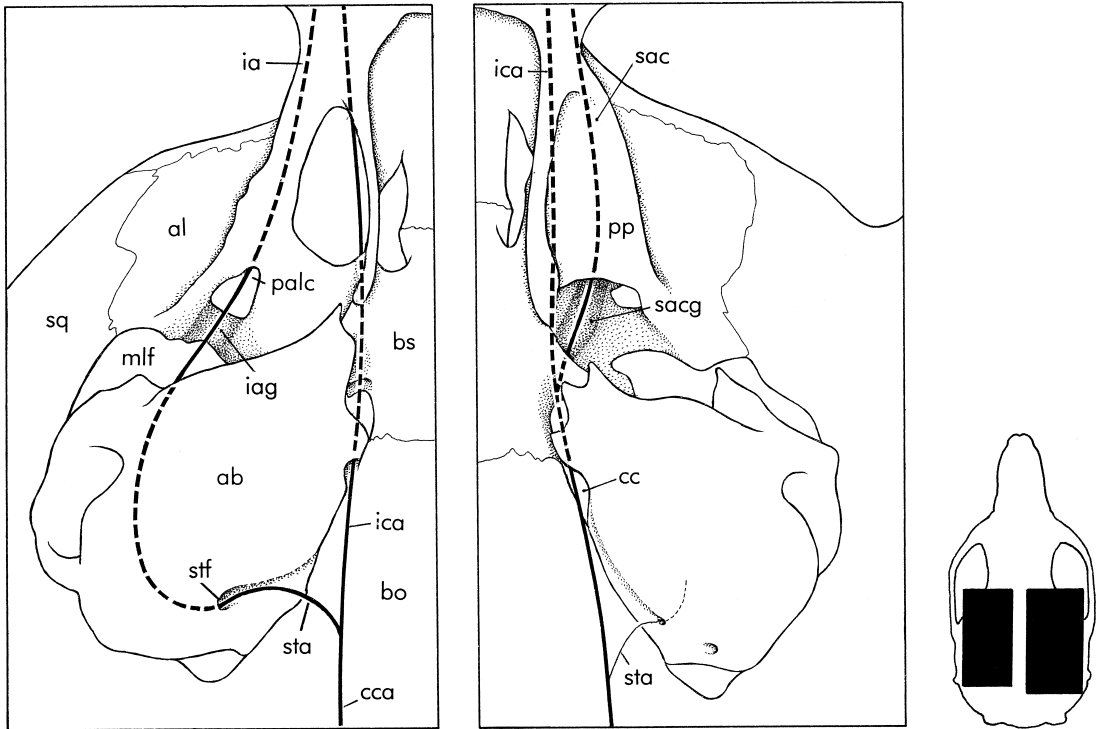 ia
al
palc
sq
mlf
iag
bs
ab
ica
stf
bo
sta
cca
ica
sac
pp
sacg
cc
sta